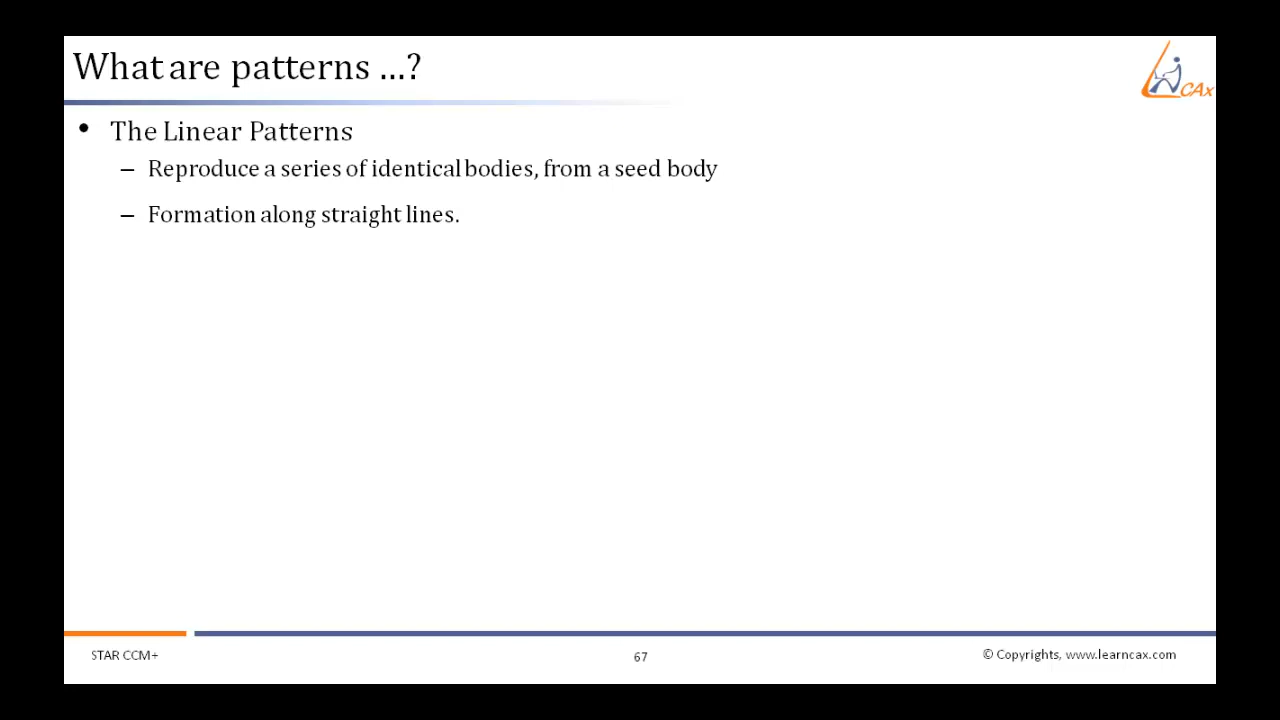 What are patterns ...?
CAx
• The Linear Patterns
– Reproduce a series of identical bodies, from a seed body
– Formation along straight lines.
STAR CCM+
67
© Copyrights, www.learncax.com